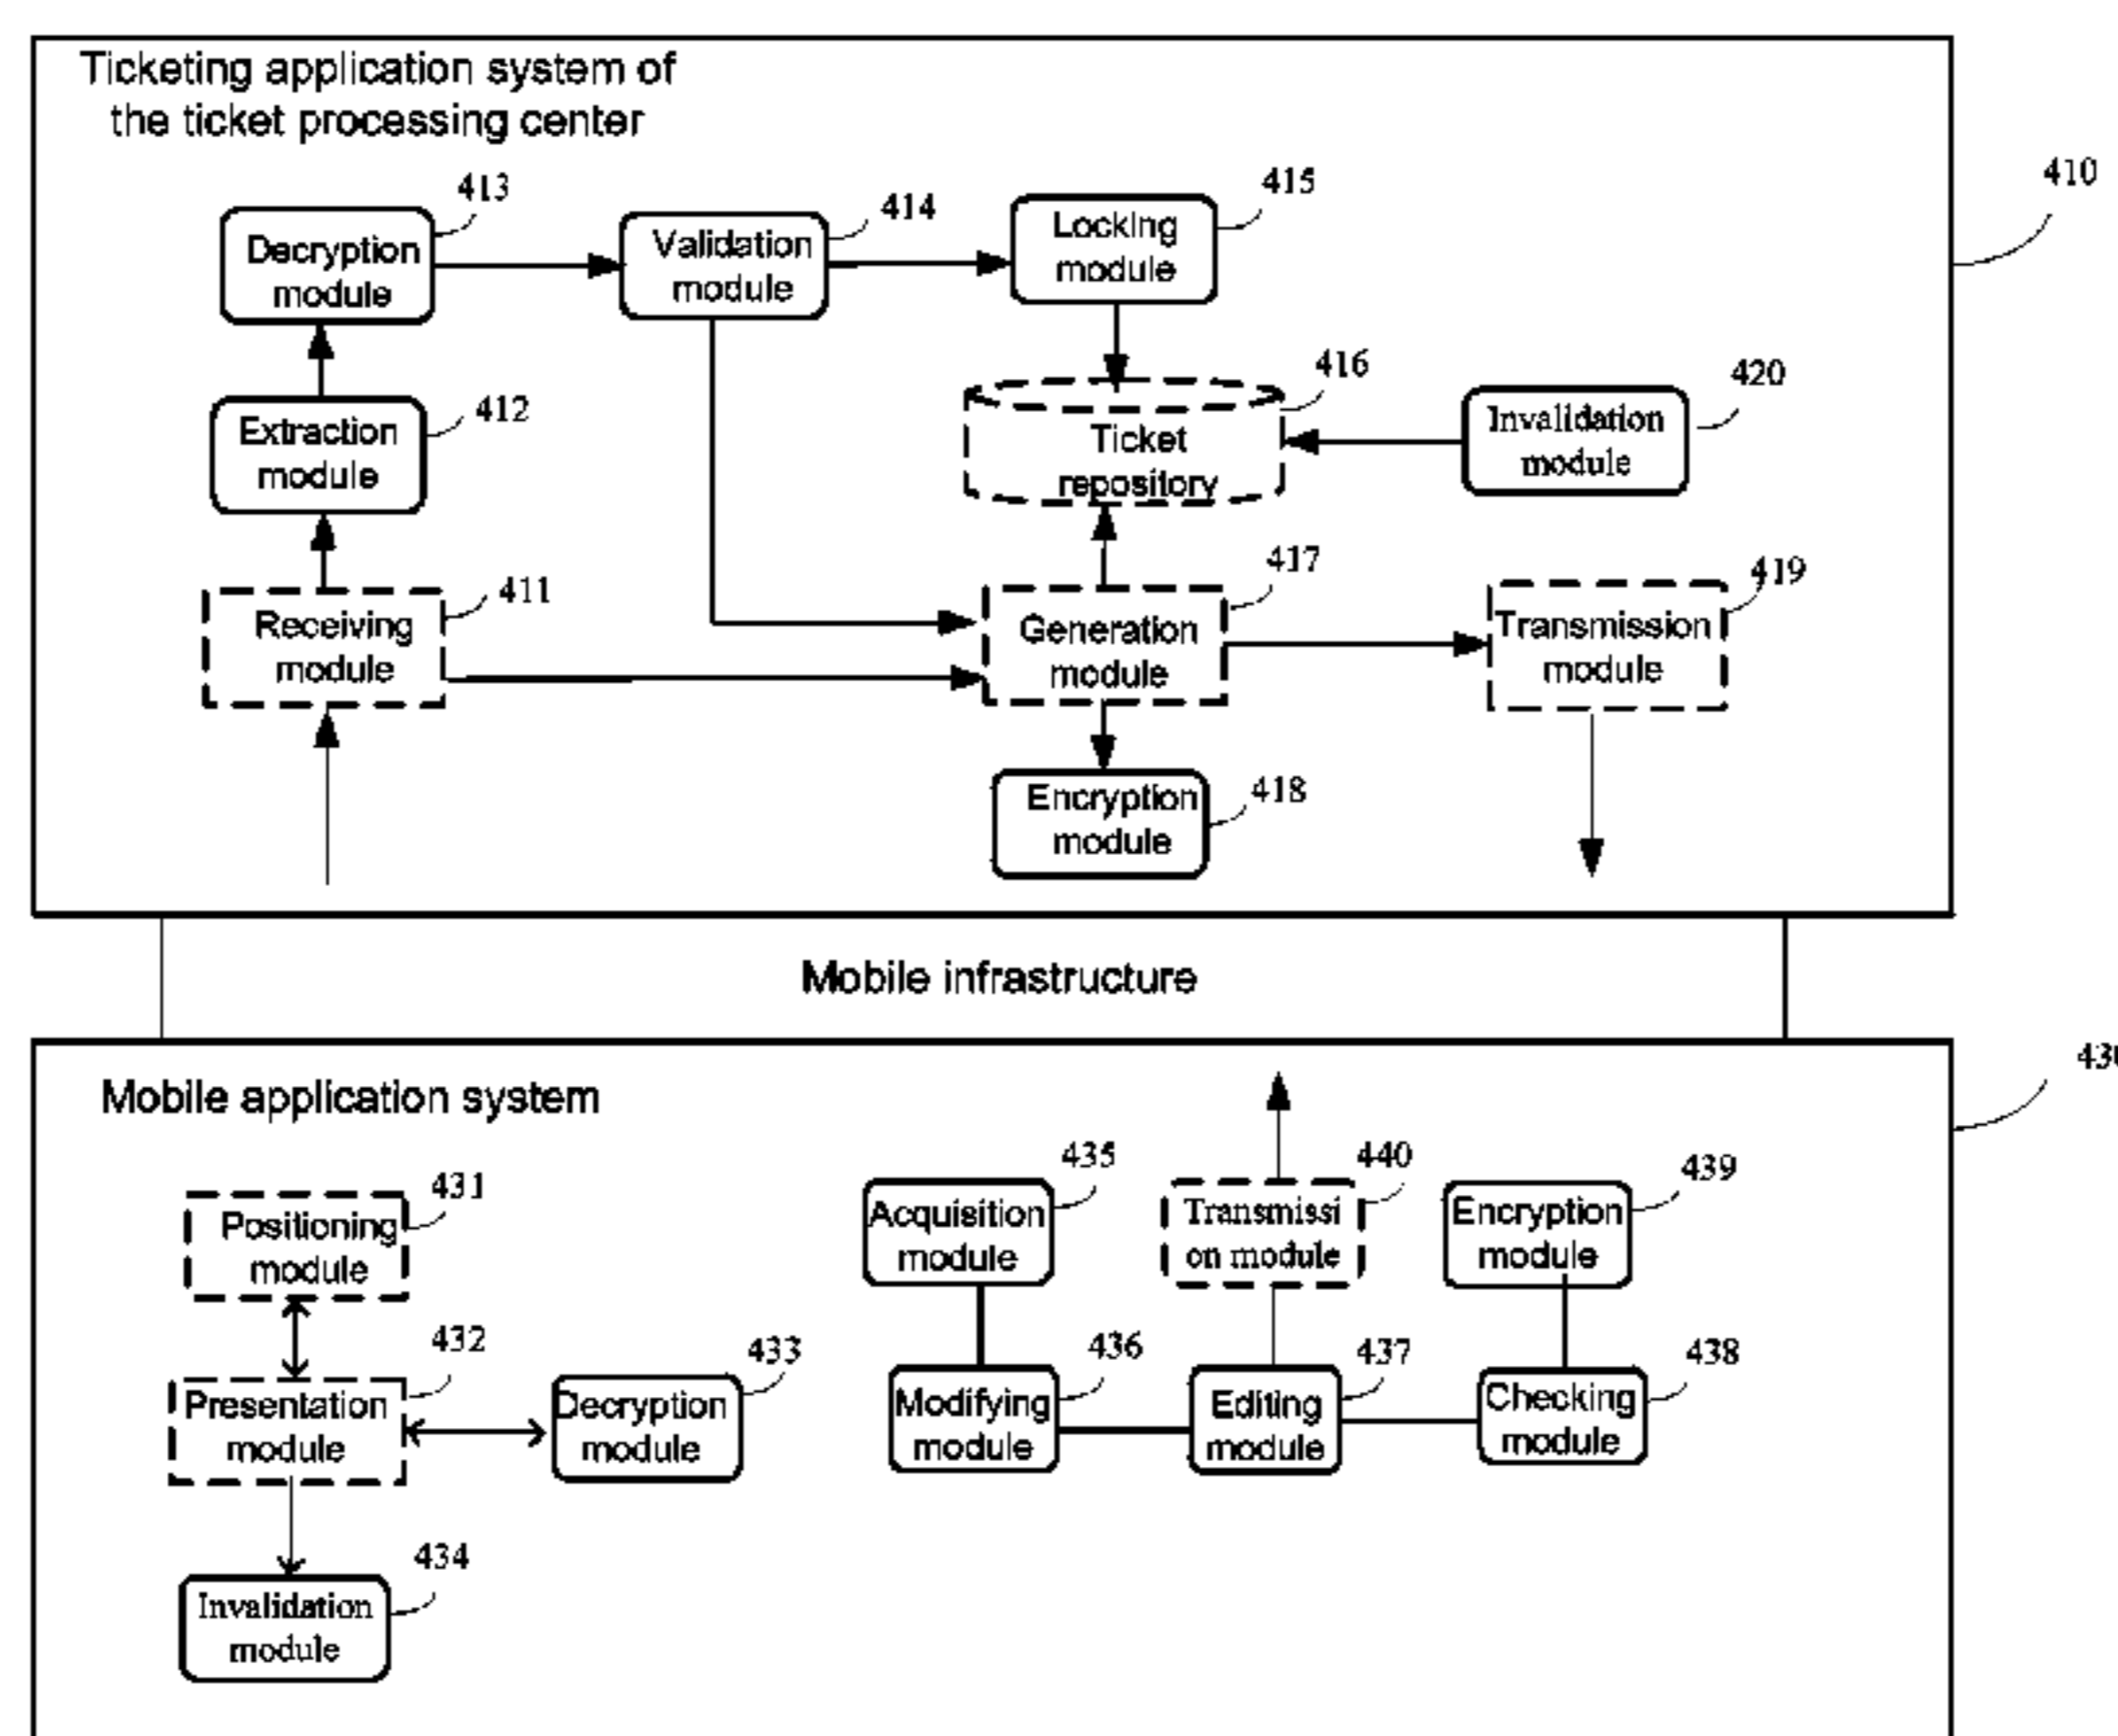 Ticketing application system of
the ticket processing center
410
413
Decryption
module
414
Validation
module
415
Locking
module
412
Extraction
module
416
Ticket
repository
420
Invalidation
module
411
Receiving
module
417
Generation
module
419
Transmission
module
418
Encryption
module
Mobile infrastructure
Mobile application system
431
Positioning
module
432
Presentation
module
433
Decryption
module
434
Invalidation
module
435
Acquisition
module
440
Transmissi
on module
439
Encryption
module
436
Modifying
module
437
Editing
module
438
Checking
module